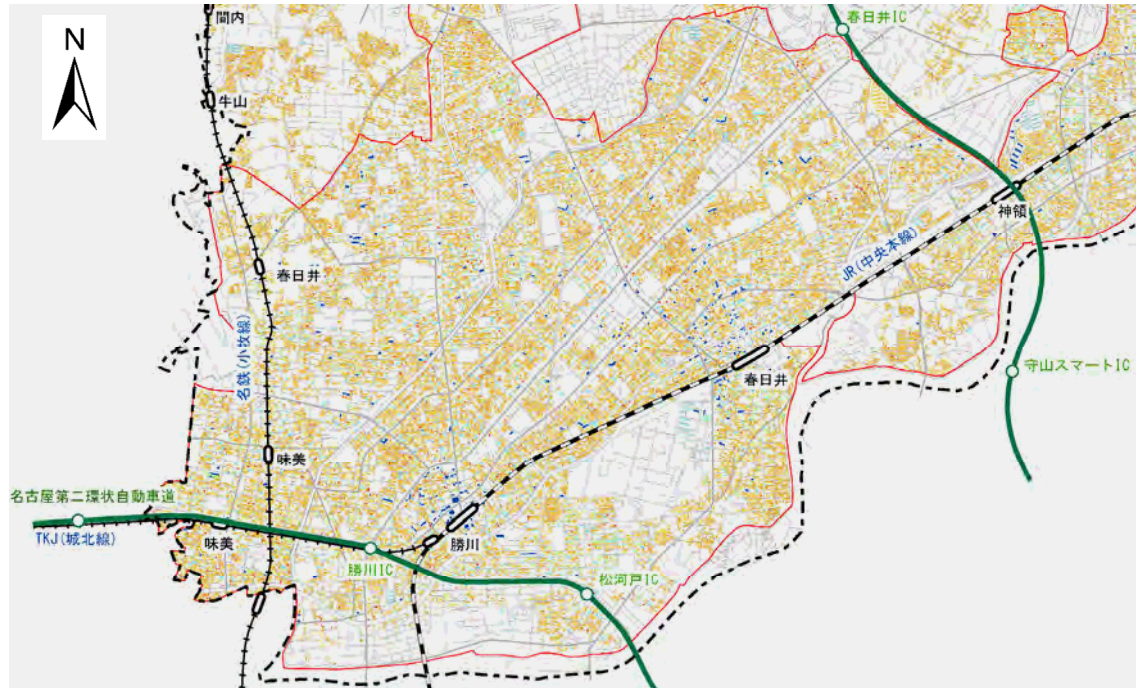 間内
春日井IC
N
牛山
神領
JR(中央本線)
春日井
名鉄(小牧線)
守山スマートIC
春日井
味美
名古屋第二環状自動車道
TKJ(城北線)
味美
勝川
勝川IC
松河戸IC